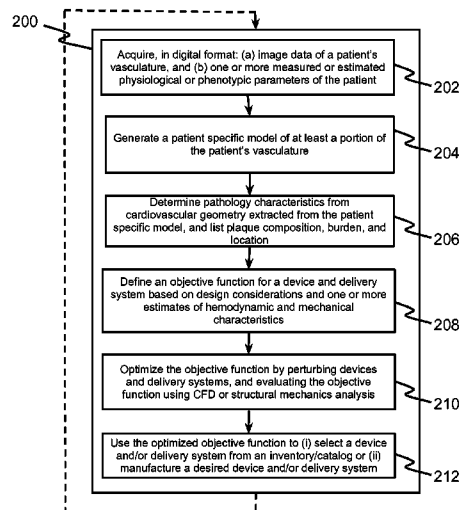 200
Acquire, in digital format: (a) image data of a patient's
vasculature, and (b) one or more measured or estimated
physiological or phenotypic parameters of the patient
202
Generate a patient specific model of at least a portion of
the patient's vasculature
204
Determine pathology characteristics from
cardiovascular geometry extracted from the patient
specific model, and list plaque composition, burden, and
location
206
Define an objective function for a device and delivery
system based on design considerations and one or more
estimates of hemodynamic and mechanical
characteristics
208
Optimize the objective function by perturbing devices
and delivery systems, and evaluating the objective
function using CFD or structural mechanics analysis
210
Use the optimized objective function to (i) select a device
and/or delivery system from an inventory/catalog or (ii)
manufacture a desired device and/or delivery system
212